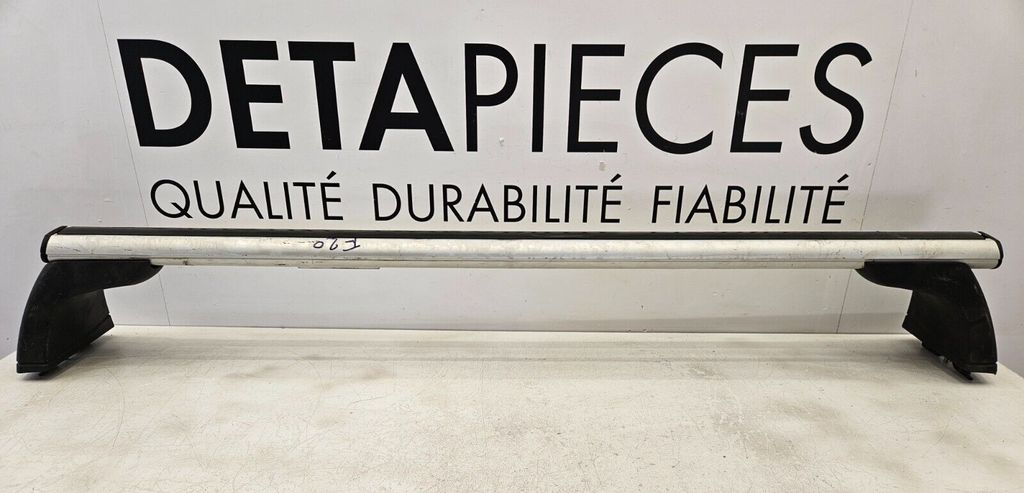 DETAPIECES
QUALITÉ DURABILITÉ FIABILITÉ